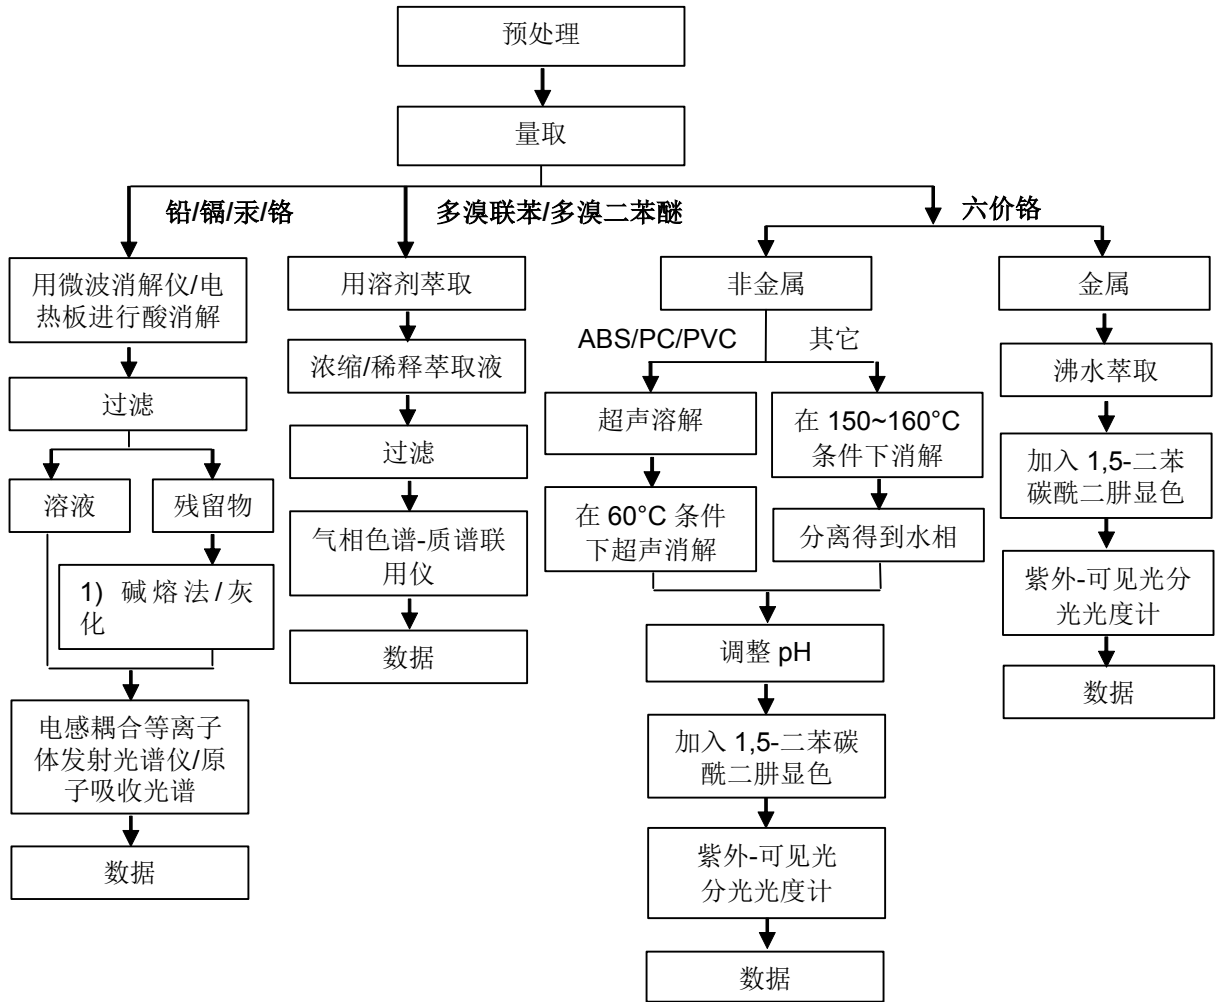 预处理
量取
铅/镉/汞/铬
多溴联苯/多溴二苯醚
六价铬
用微波消解仪/电
热板进行酸消解
过滤
溶液
残留物
1) 碱熔法/灰
化
电感耦合等离子
体发射光谱仪/原
子吸收光谱
数据
用溶剂萃取
浓缩/稀释萃取液
过滤
气相色谱-质谱联
用仪
数据
非金属
ABS/PC/PVC
其它
超声溶解
在 60°C 条件
下超声消解
在 150~160°C
条件下消解
分离得到水相
调整 pH
加入 1,5-二苯碳
酰二肼显色
紫外-可见光
分光光度计
数据
金属
沸水萃取
加入 1,5-二苯
碳酰二肼显色
紫外-可见光分
光光度计
数据